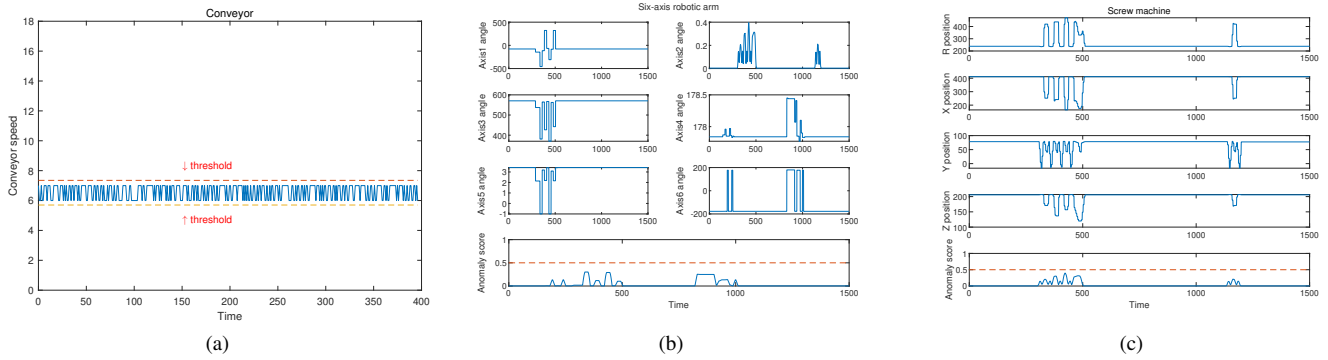 Conveyor
18
16
14
12
10
8
6
4
2
0
Conveyor speed
↓ threshold
↑ threshold
0 50 100 150 200 250 300 350 400
Time
(a)
Six-axis robotic arm
Axis1 angle
500
0
-500
0 500 1000 1500
Axis2 angle
0.4
0.2
0
0 500 1000 1500
Axis3 angle
600
500
400
0 500 1000 1500
Axis4 angle
178.5
178
0 500 1000 1500
Axis5 angle
3
2
1
0
-1
0 500 1000 1500
Axis6 angle
200
0
-200
0 500 1000 1500
Anomaly score
1
0.5
0
0 500 1000 1500
Time
(b)
Screw machine
R position
400
300
200
0 500 1000 1500
X position
400
300
200
0 500 1000 1500
Y position
100
50
0
0 500 1000 1500
Z position
200
150
100
0 500 1000 1500
Anomaly score
1
0.5
0
0 500 1000 1500
Time
(c)